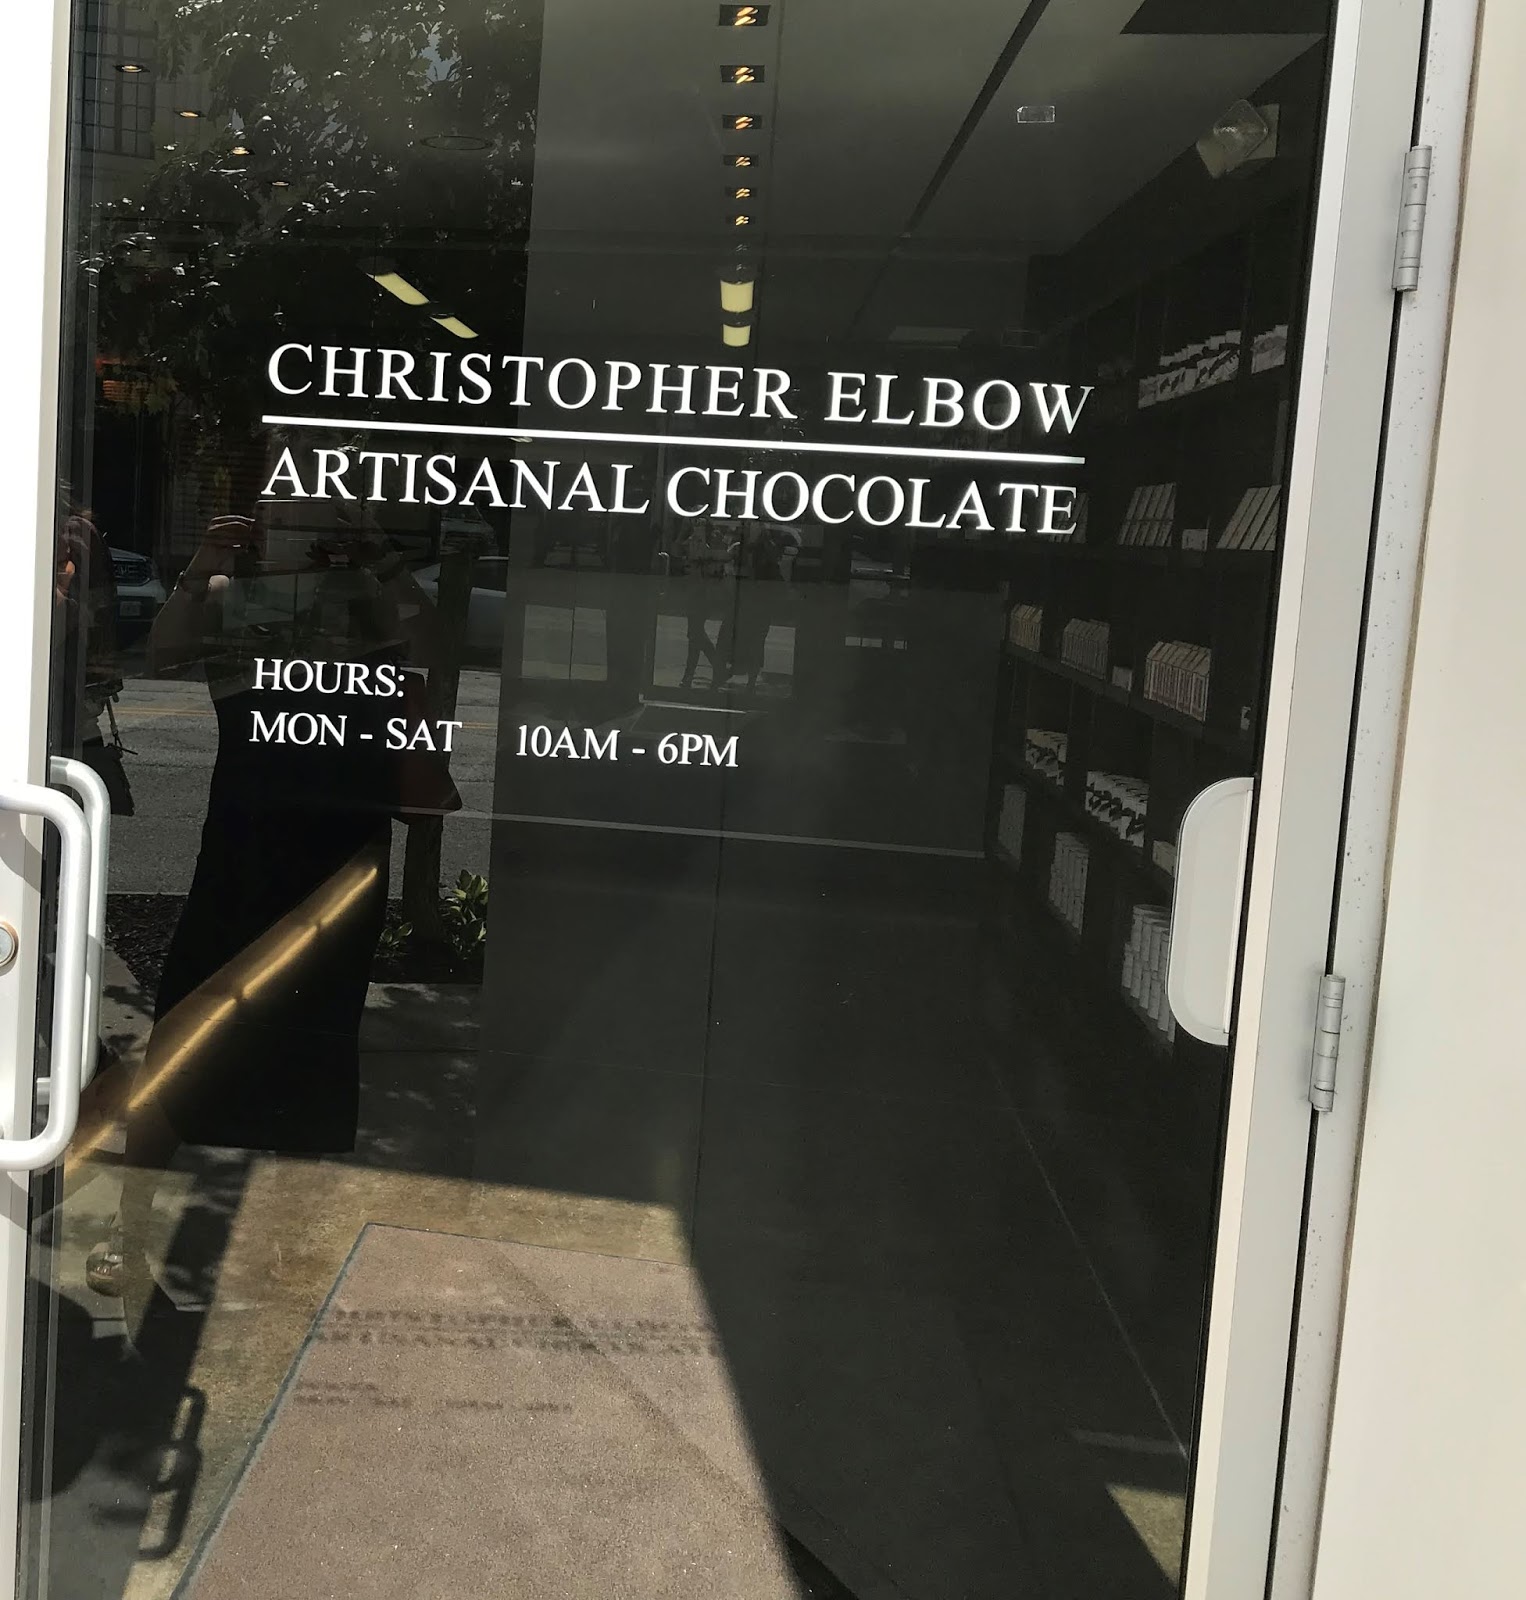 CHRISTOPHER ELBOW
ARTISANAL CHOCOLATE
HOURS:
MON - SAT 10AM - 6PM